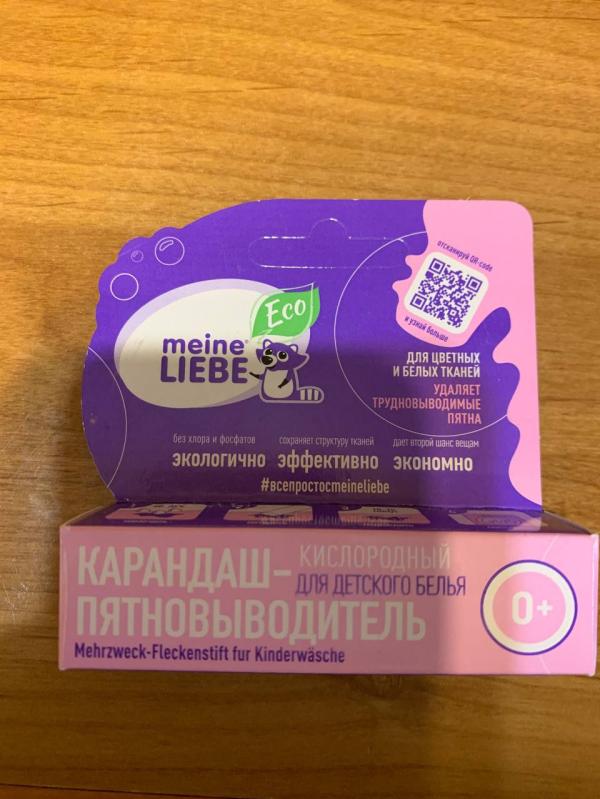 отсканируй QR-code
и узнай больше
Eco
meine
LIEBE
ДЛЯ ЦВЕТНЫХ
И БЕЛЫХ ТКАНЕЙ
УДАЛЯЕТ
ТРУДНОВЫВОДИМЫЕ
ПЯТНА
без хлора и фосфатов
экологично
сохраняет структуру тканей
эффективно
дает второй шанс вещам
экономно
#всепростосmeineliebe
КАРАНДАШ-
ПЯТНОВЫВОДИТЕЛЬ
КИСЛОРОДНЫЙ
ДЛЯ ДЕТСКОГО БЕЛЬЯ
0+
Mehrzweck-Fleckenstift fur Kinderwäsche